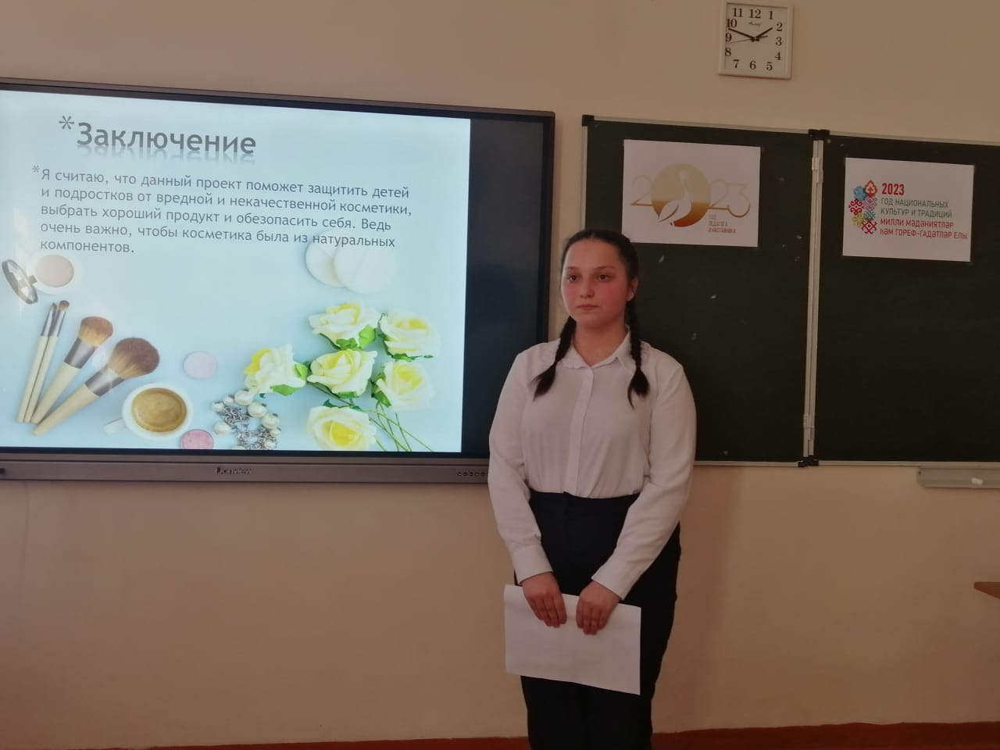 *Заключение
*Я считаю, что данный проект поможет защитить детей
и подростков от вредной и некачественной косметики,
выбрать хороший продукт и обезопасить себя. Ведь
очень важно, чтобы косметика была из натуральных
компонентов.
Donview
11 12 1
10 2
9 3
8 4
7 6 5
2023
ГОД
ПЕДАГОГА
И НАСТАВНИКА
2023
ГОД НАЦИОНАЛЬНЫХ
КУЛЬТУР И ТРАДИЦИЙ
МИЛЛИ МӘДӘНИЯТЛӘР
ҺӘМ ГОРЕФ-ГАДӘТЛӘР ЕЛЫ